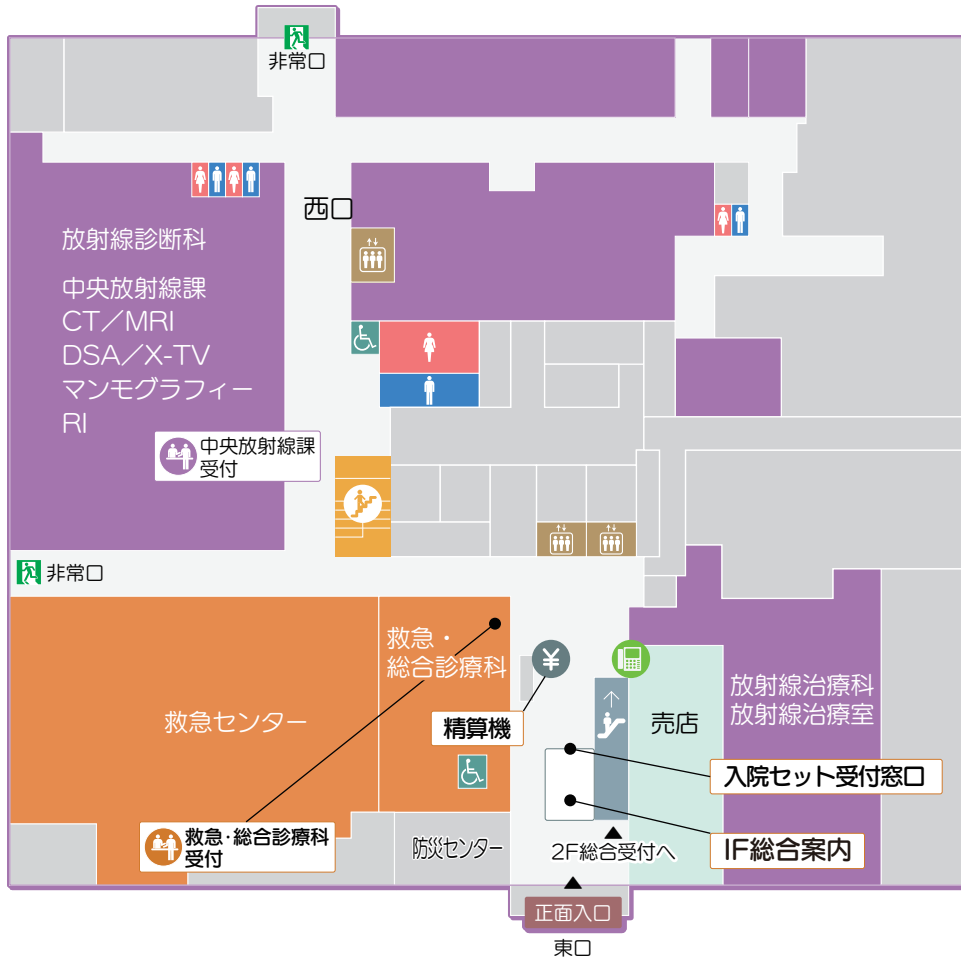 非常口
西口
放射線診断科
中央放射線課
CT／MRI
DSA／X-TV
マンモグラフィー
RI
中央放射線課
受付
非常口
救急・
総合診療科
救急センター
¥
精算機
売店
放射線治療科
放射線治療室
入院セット受付窓口
救急・総合診療科
受付
防災センター
2F総合受付へ
IF総合案内
正面入口
東口